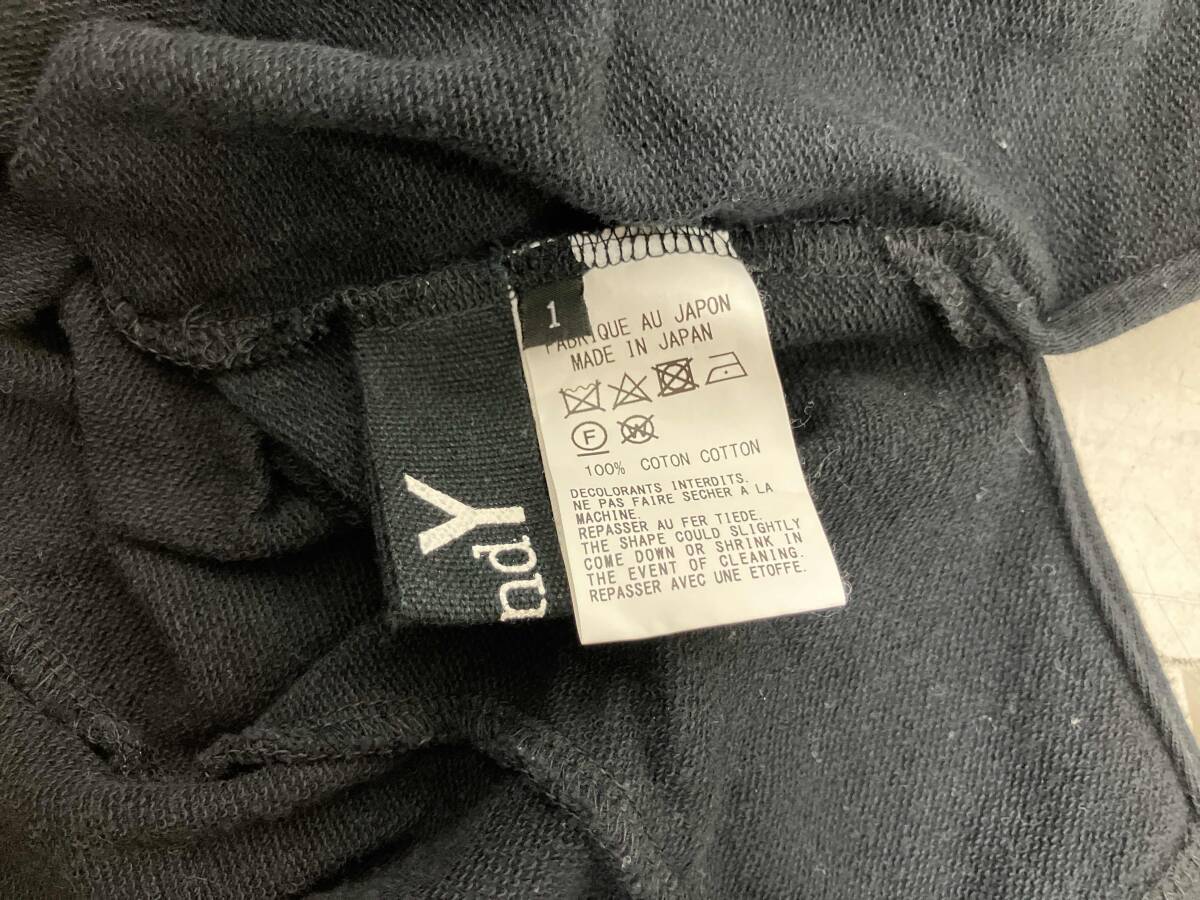 1
FABRIQUE AU JAPON
MADE IN JAPAN
F
W
100% COTON COTTON
DECOLORANTS INTERDITS.
NE PAS FAIRE SECHER A LA
MACHINE.
REPASSER AU FER TIEDE.
THE SHAPE COULD SLIGHTLY
COME DOWN OR SHRINK IN
THE EVENT OF CLEANING.
REPASSER AVEC UNE ETOFFE.
Y
nd